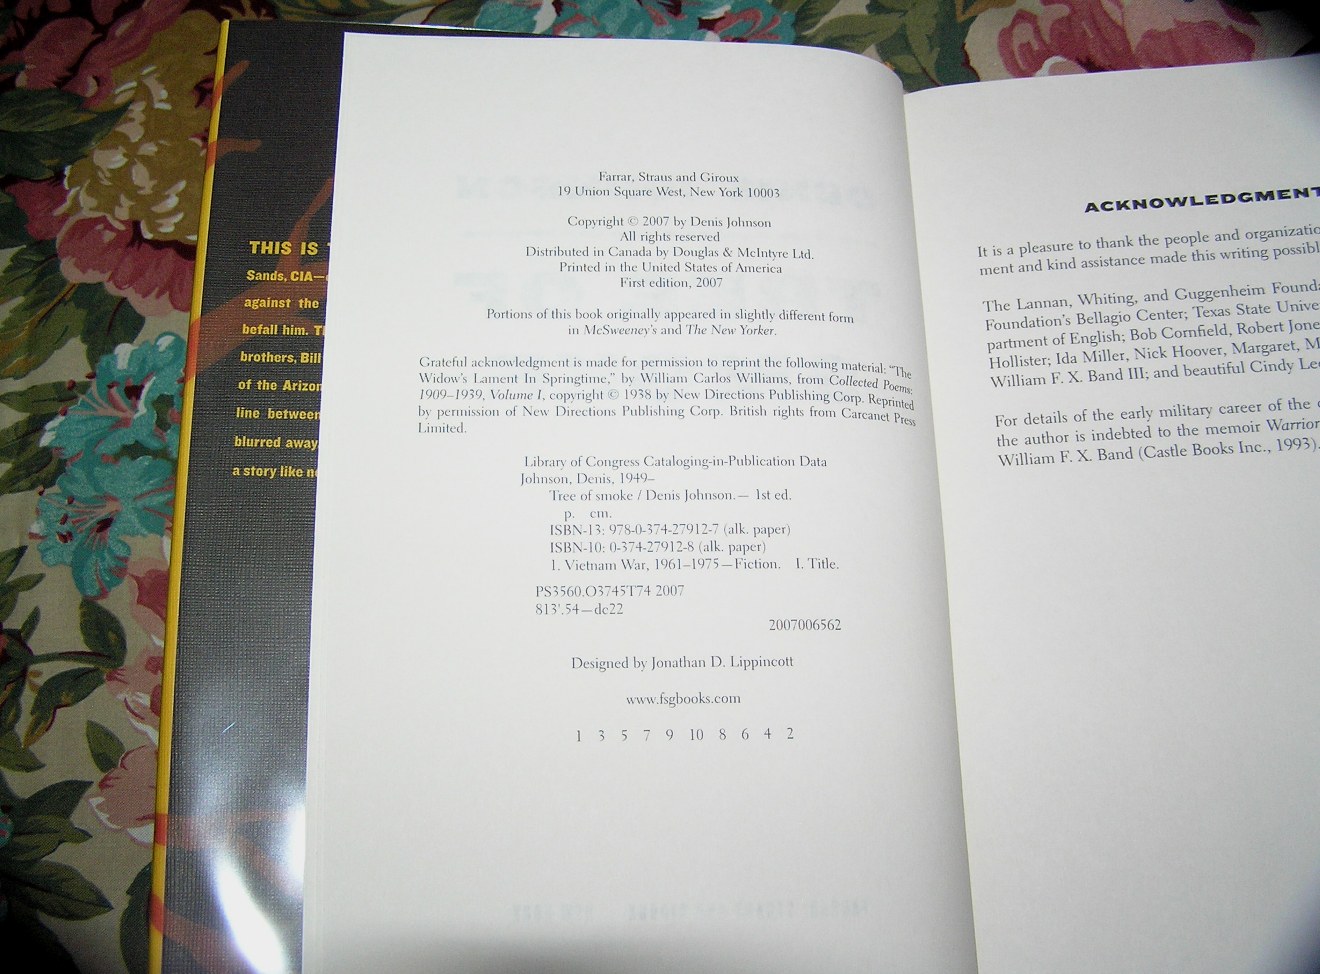 THIS IS
Sands, CIA—
against the
befall him.
brothers, Bill
of the
line between
blurred away
a story like
Farrar, Straus and Giroux
19 Union Square West, New York 10003
Copyright © 2007 by Denis Johnson
All rights reserved
Distributed in Canada by Douglas & McIntyre Ltd.
Printed in the United States of America
First edition, 2007
Portions of this book originally appeared in slightly different form
in McSweeney's and The New Yorker.
Grateful acknowledgment is made for permission to reprint the following material: "The
Widow's Lament In Springtime," by William Carlos Williams, from Collected Poems:
1909–1939, Volume I, copyright © 1938 by New Directions Publishing Corp. Reprinted
by permission of New Directions Publishing Corp. British rights from Carcanet Press
Limited.
Library of Congress Cataloging-in-Publication Data
Johnson, Denis, 1949–
Tree of smoke / Denis Johnson.— 1st ed.
p. cm.
ISBN-13: 978-0-374-27912-7 (alk. paper)
ISBN-10: 0-374-27912-8 (alk. paper)
1. Vietnam War, 1961–1975—Fiction. I. Title.
PS3560.O3745T74 2007
813'.54—dc22
2007006562
Designed by Jonathan D. Lippincott
www.fsgbooks.com
1 3 5 7 9 10 8 6 4 2
ACKNOWLEDGMENT
It is a pleasure to thank the people and
ment and kind assistance made this writing
The Lannan, Whiting, and Guggenheim
Foundation's Bellagio Center; Texas State
partment of English; Bob Cornfield, Robert
Hollister; Ida Miller, Nick Hoover, Margaret,
William F. X. Band III; and beautiful Cindy
For details of the early military career of the
the author is indebted to the memoir
William F. X. Band (Castle Books Inc., 1993).